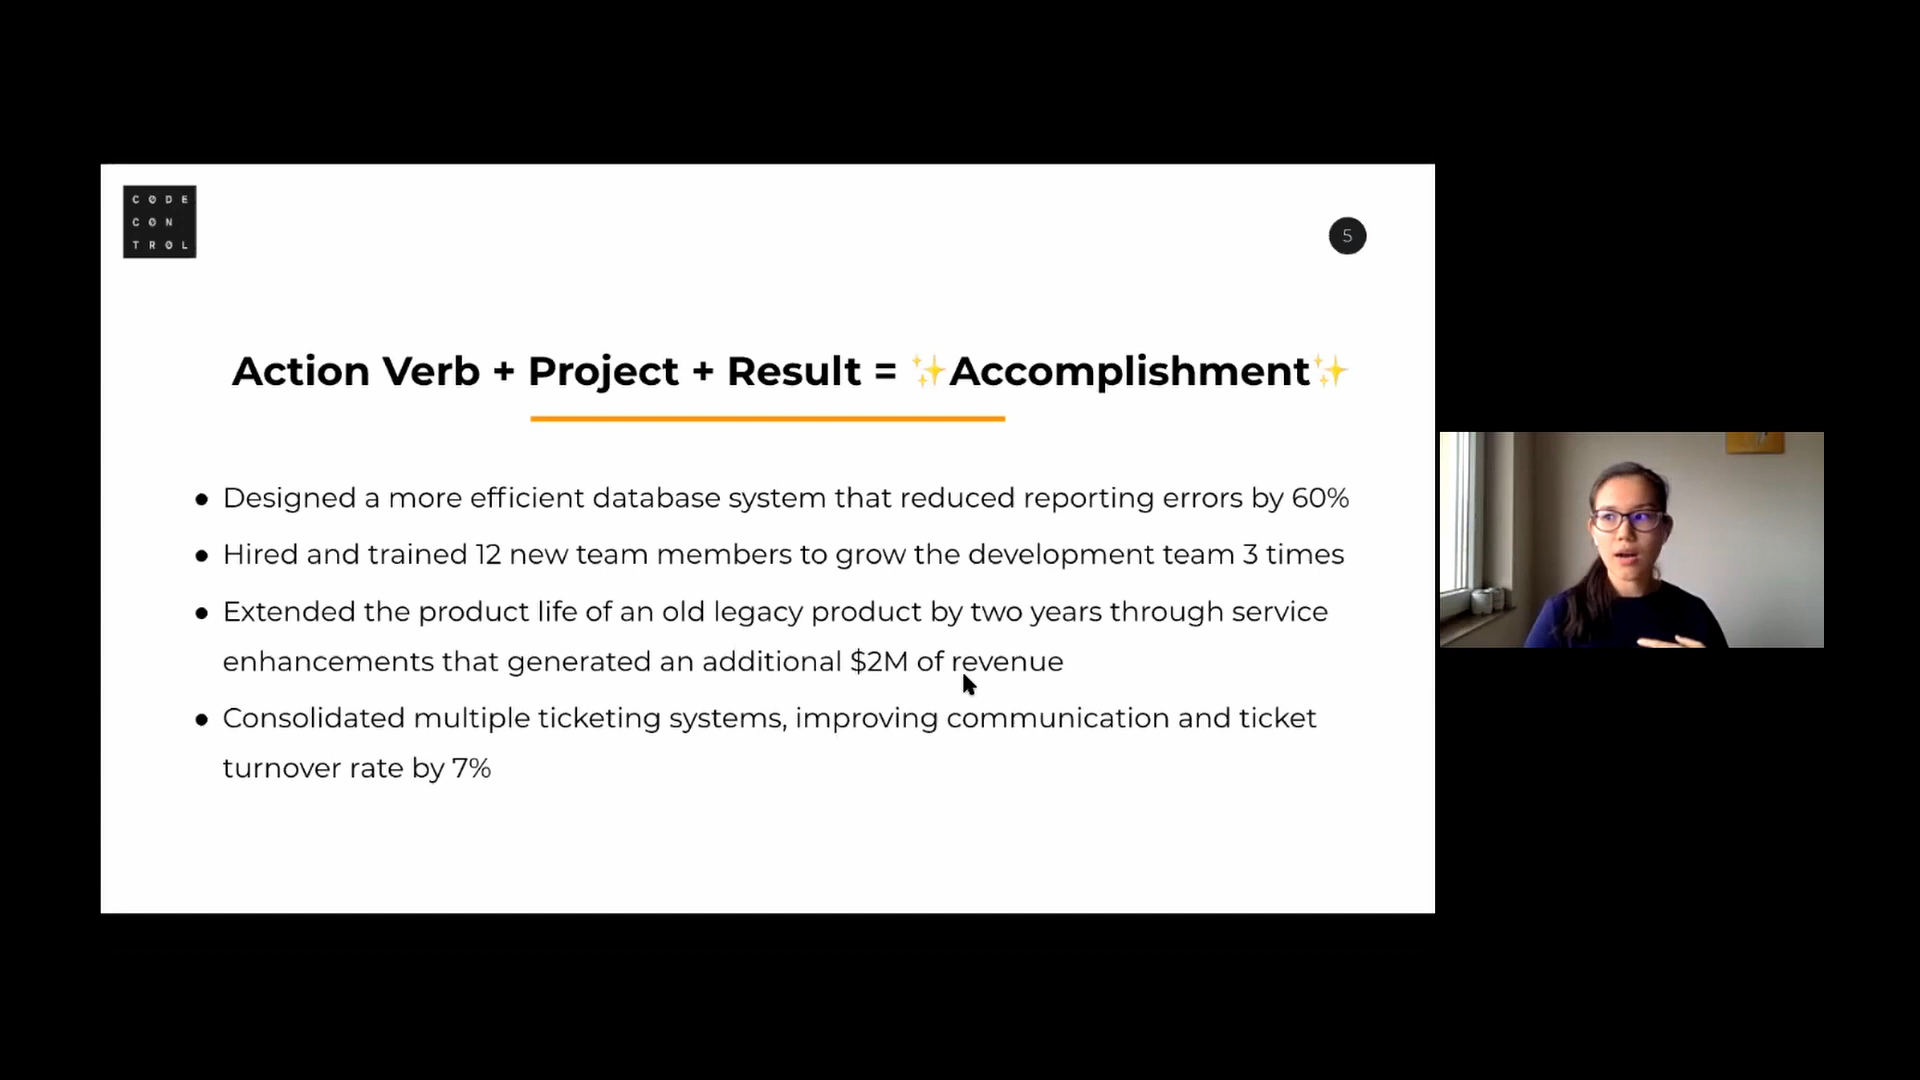 CØDE
CØN
TRØL
5
Action Verb + Project + Result = ✨Accomplishment✨
● Designed a more efficient database system that reduced reporting errors by 60%
● Hired and trained 12 new team members to grow the development team 3 times
● Extended the product life of an old legacy product by two years through service
enhancements that generated an additional $2M of revenue
● Consolidated multiple ticketing systems, improving communication and ticket
turnover rate by 7%